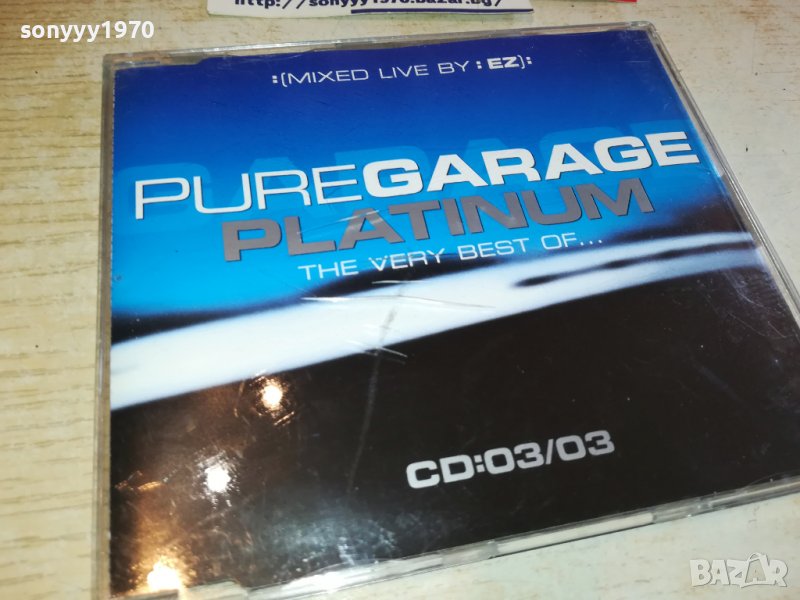 http://sonyyy1970.bazar.bg/
sonyyy1970
:(MIXED LIVE BY : EZ):
PUREGARAGE
PLATINUM
THE VERY BEST OF...
CD:03/03
BAZAR